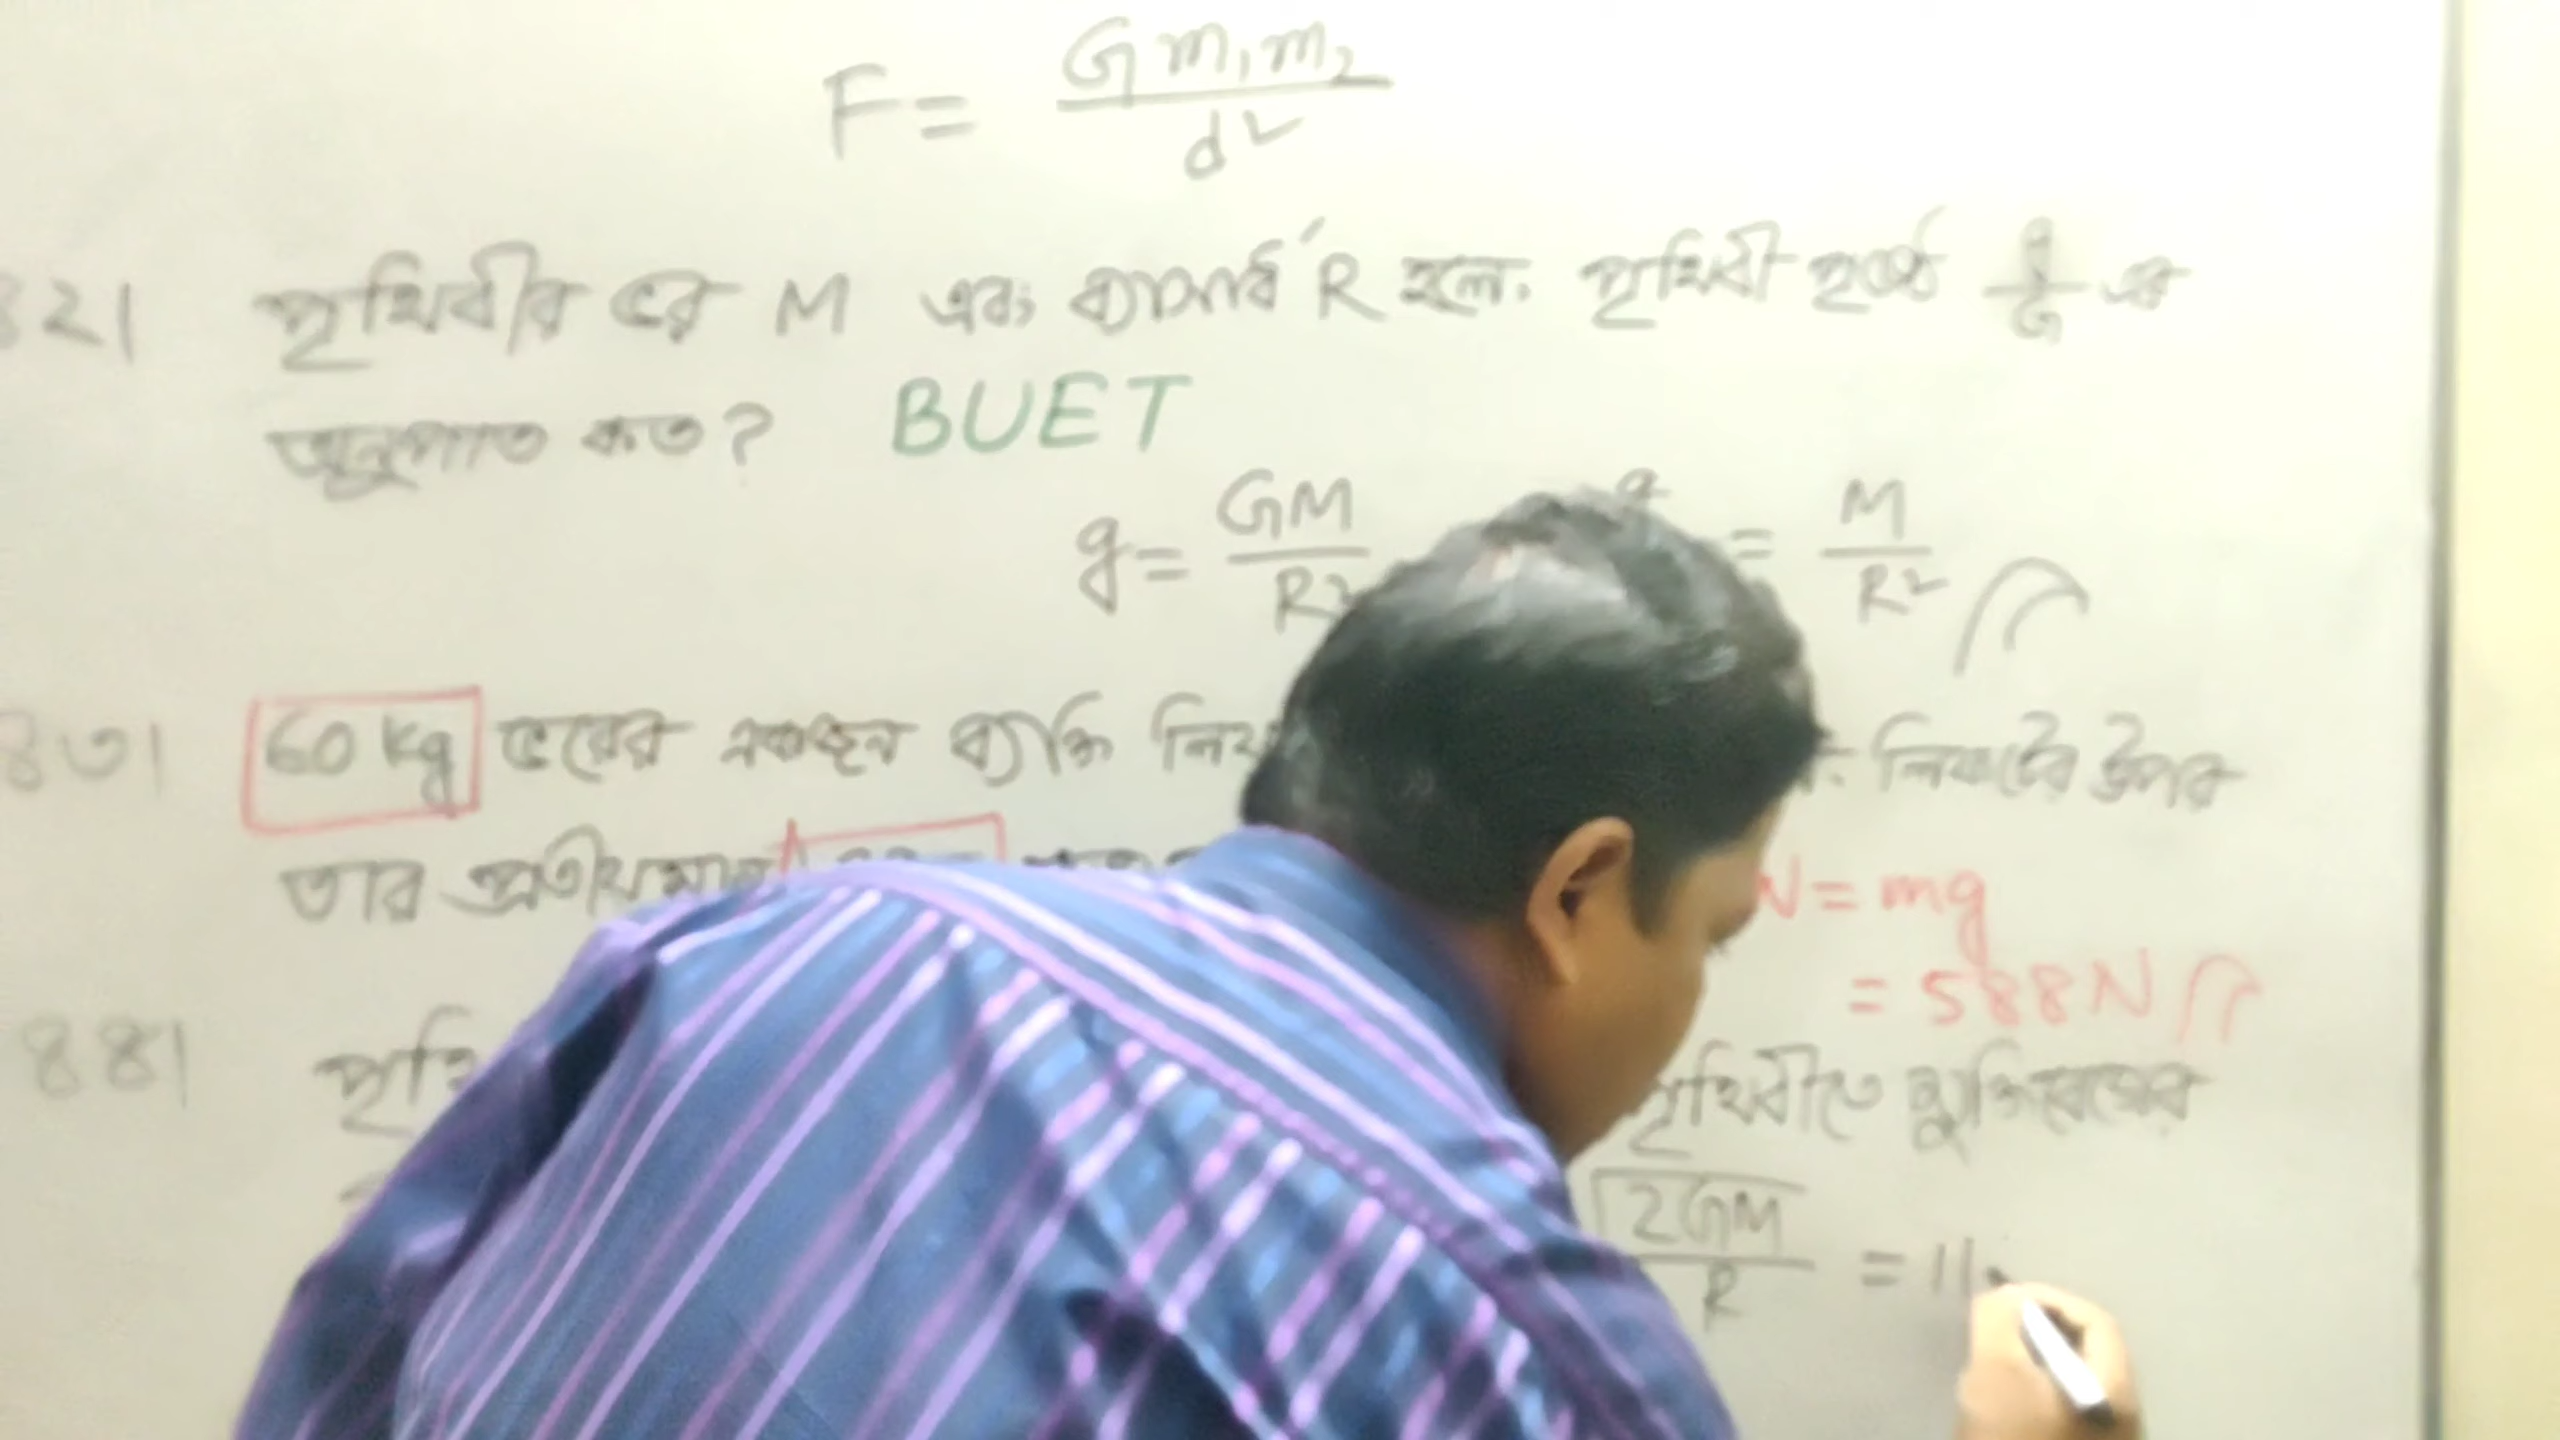 F = G m₁m₂ / d²
৪২। পৃথিবীর ভর M এবং ব্যাসার্ধ R হলে, পৃথিবী পৃষ্ঠে g/G এর
অনুপাত কত? BUET
g = GM / R² = M / R²
৪৩। 60 kg ভরের একজন ব্যক্তি লিফটের উপর
তার প্রতীয়মান N = mg
= 588N
৪৪। পৃথিবীতে মুক্তিবেগের
√2GM / R = 11